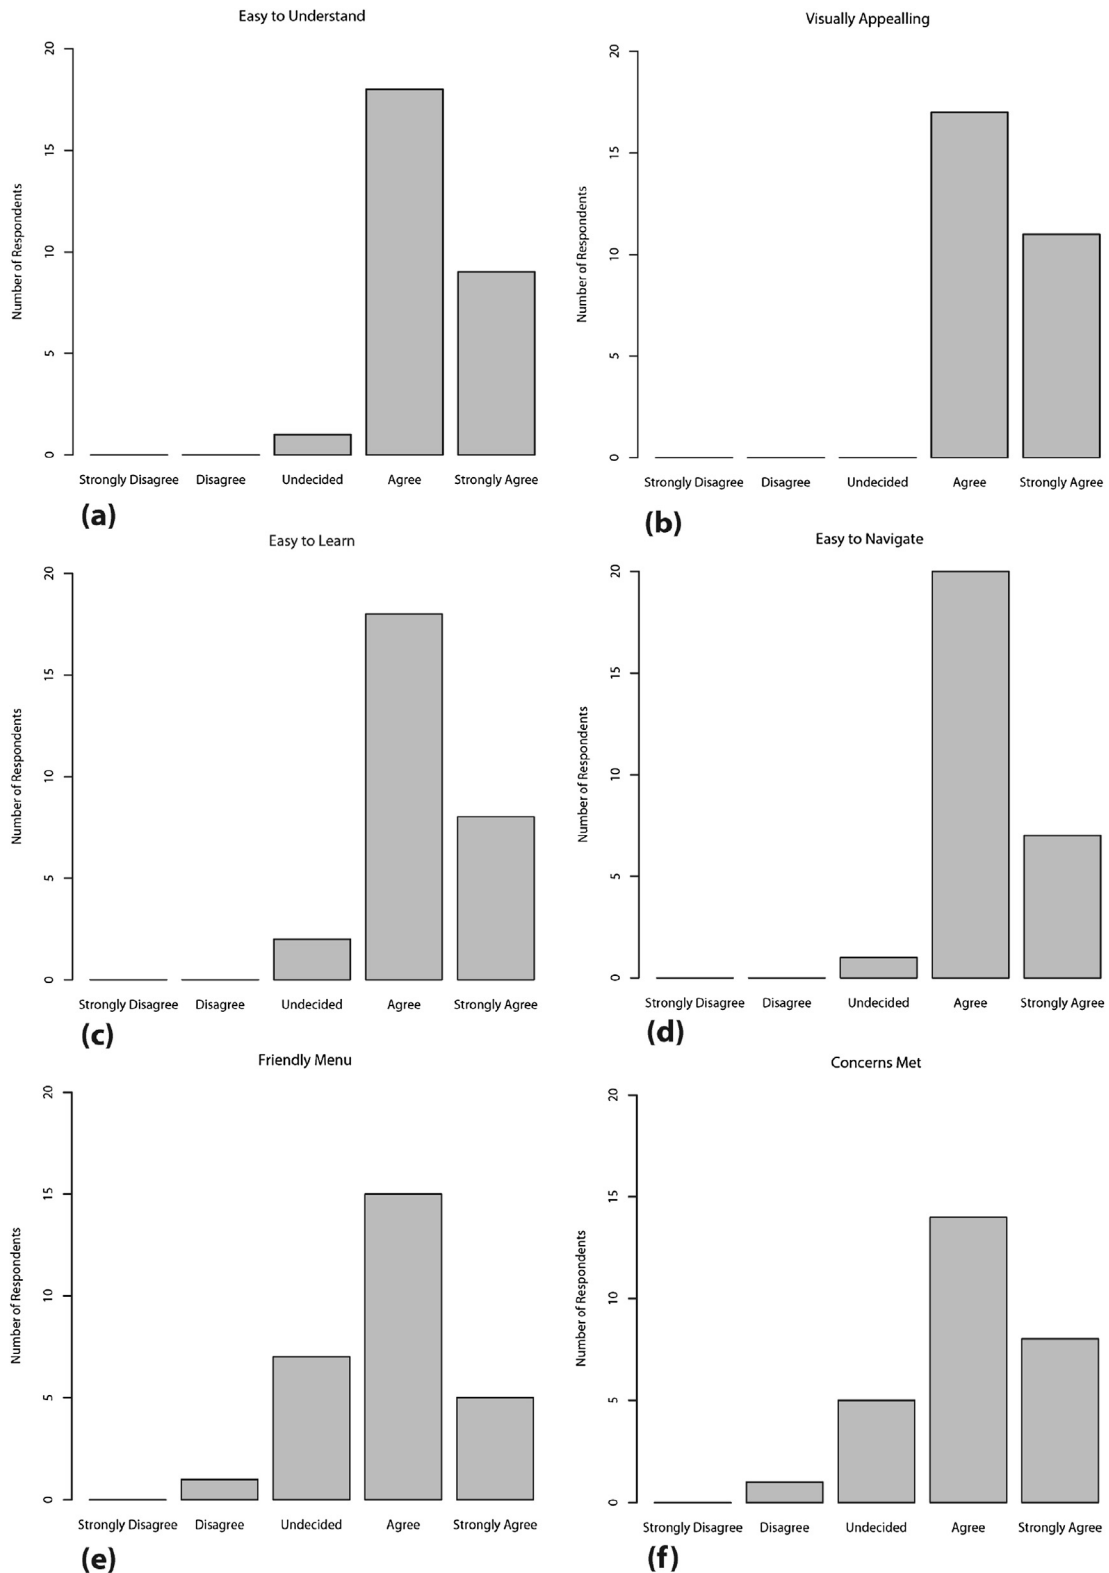 Easy to Understand
Number of Respondents
20
15
10
5
0
Strongly Disagree Disagree Undecided Agree Strongly Agree
(a)
Visually Appealling
Number of Respondents
20
15
10
5
0
Strongly Disagree Disagree Undecided Agree Strongly Agree
(b)
Easy to Learn
Number of Respondents
20
15
10
5
0
Strongly Disagree Disagree Undecided Agree Strongly Agree
(c)
Easy to Navigate
Number of Respondents
20
15
10
5
0
Strongly Disagree Disagree Undecided Agree Strongly Agree
(d)
Friendly Menu
Number of Respondents
20
15
10
5
0
Strongly Disagree Disagree Undecided Agree Strongly Agree
(e)
Concerns Met
Number of Respondents
20
15
10
5
0
Strongly Disagree Disagree Undecided Agree Strongly Agree
(f)